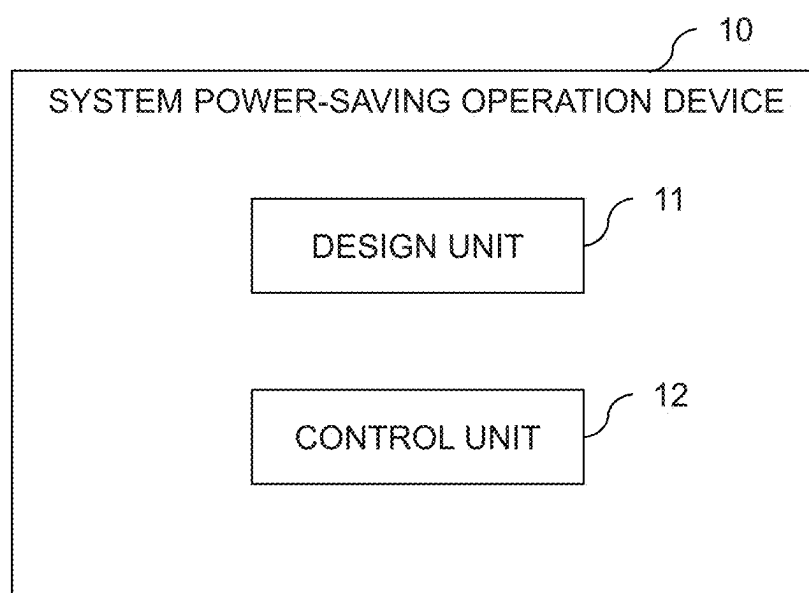 10
SYSTEM POWER-SAVING OPERATION DEVICE
11
DESIGN UNIT
12
CONTROL UNIT